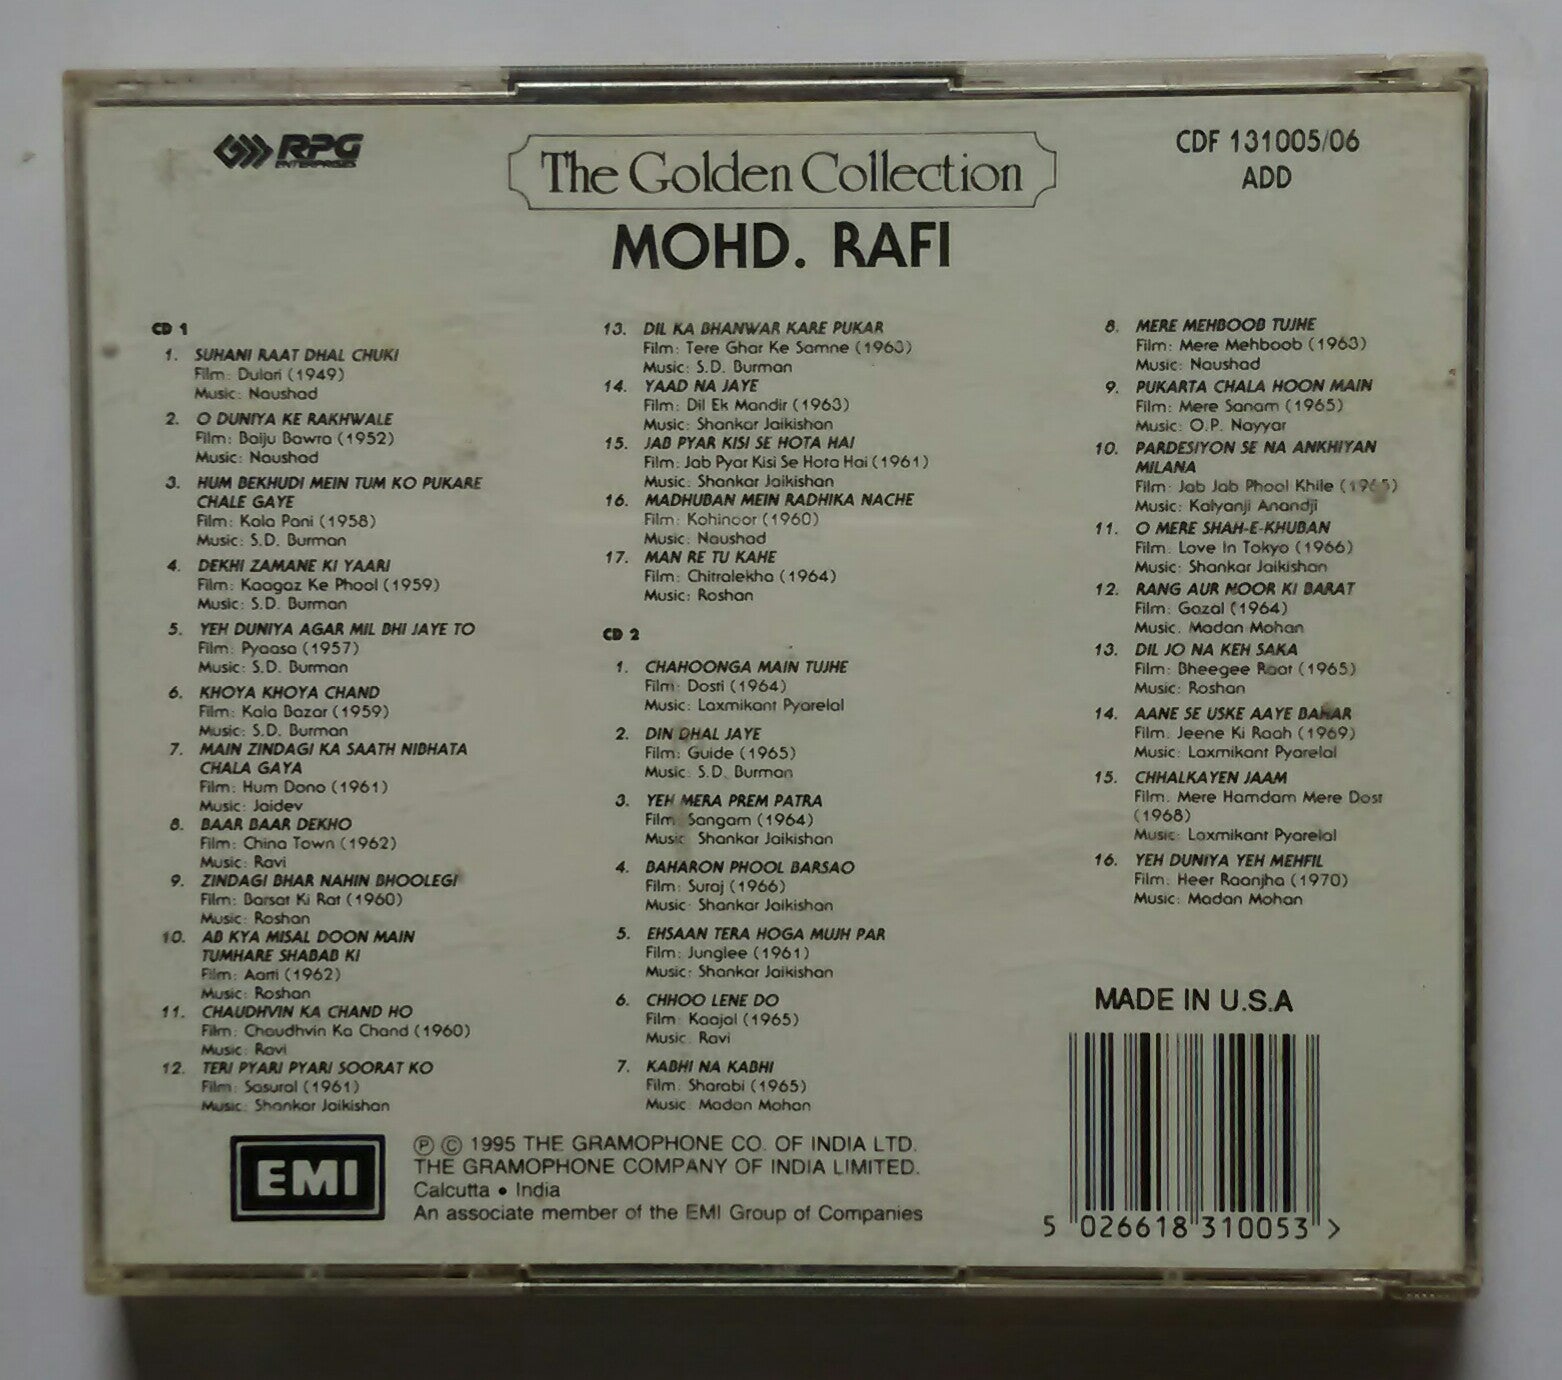 RPG
ENTERPRISES
The Golden Collection
MOHD. RAFI
CDF 131005/06
ADD
CD 1
1. SUHANI RAAT DHAL CHUKI
Film: Dulari (1949)
Music: Naushad
2. O DUNIYA KE RAKHWALE
Film: Baiju Bawra (1952)
Music: Naushad
3. HUM BEKHUDI MEIN TUM KO PUKARE
CHALE GAYE
Film: Kala Pani (1958)
Music: S.D. Burman
4. DEKHI ZAMANE KI YAARI
Film: Kaagaz Ke Phool (1959)
Music: S.D. Burman
5. YEH DUNIYA AGAR MIL BHI JAYE TO
Film: Pyaasa (1957)
Music: S.D. Burman
6. KHOYA KHOYA CHAND
Film: Kala Bazar (1959)
Music: S.D. Burman
7. MAIN ZINDAGI KA SAATH NIBHATA
CHALA GAYA
Film: Hum Dono (1961)
Music: Jaidev
8. BAAR BAAR DEKHO
Film: China Town (1962)
Music: Ravi
9. ZINDAGI BHAR NAHIN BHOOLEGI
Film: Barsat Ki Rat (1960)
Music: Roshan
10. AB KYA MISAL DOON MAIN
TUMHARE SHABAB KI
Film: Aarti (1962)
Music: Roshan
11. CHAUDHVIN KA CHAND HO
Film: Chaudhvin Ka Chand (1960)
Music: Ravi
12. TERI PYARI PYARI SOORAT KO
Film: Sasural (1961)
Music: Shankar Jaikishan
13. DIL KA BHANWAR KARE PUKAR
Film: Tere Ghar Ke Samne (1963)
Music: S.D. Burman
14. YAAD NA JAYE
Film: Dil Ek Mandir (1963)
Music: Shankar Jaikishan
15. JAB PYAR KISI SE HOTA HAI
Film: Jab Pyar Kisi Se Hota Hai (1961)
Music: Shankar Jaikishan
16. MADHUBAN MEIN RADHIKA NACHE
Film: Kohinoor (1960)
Music: Naushad
17. MAN RE TU KAHE
Film: Chitralekha (1964)
Music: Roshan
CD 2
1. CHAHOONGA MAIN TUJHE
Film: Dosti (1964)
Music: Laxmikant Pyarelal
2. DIN DHAL JAYE
Film: Guide (1965)
Music: S.D. Burman
3. YEH MERA PREM PATRA
Film: Sangam (1964)
Music: Shankar Jaikishan
4. BAHARON PHOOL BARSAO
Film: Suraj (1966)
Music: Shankar Jaikishan
5. EHSAAN TERA HOGA MUJH PAR
Film: Junglee (1961)
Music: Shankar Jaikishan
6. CHHOO LENE DO
Film: Kaajal (1965)
Music: Ravi
7. KABHI NA KABHI
Film: Sharabi (1965)
Music: Madan Mohan
8. MERE MEHBOOB TUJHE
Film: Mere Mehboob (1963)
Music: Naushad
9. PUKARTA CHALA HOON MAIN
Film: Mere Sanam (1965)
Music: O.P. Nayyar
10. PARDESIYON SE NA ANKHIYAN
MILANA
Film: Jab Jab Phool Khile (1965)
Music: Kalyanji Anandji
11. O MERE SHAH-E-KHUBAN
Film: Love In Tokyo (1966)
Music: Shankar Jaikishan
12. RANG AUR NOOR KI BARAT
Film: Gazal (1964)
Music: Madan Mohan
13. DIL JO NA KEH SAKA
Film: Bheegee Raat (1965)
Music: Roshan
14. AANE SE USKE AAYE BAHAR
Film: Jeene Ki Raah (1969)
Music: Laxmikant Pyarelal
15. CHHALKAYEN JAAM
Film: Mere Hamdam Mere Dost
(1968)
Music: Laxmikant Pyarelal
16. YEH DUNIYA YEH MEHFIL
Film: Heer Raanjha (1970)
Music: Madan Mohan
MADE IN U.S.A
5 026618 310053 >
EMI
℗ © 1995 THE GRAMOPHONE CO. OF INDIA LTD.
THE GRAMOPHONE COMPANY OF INDIA LIMITED.
Calcutta • India
An associate member of the EMI Group of Companies